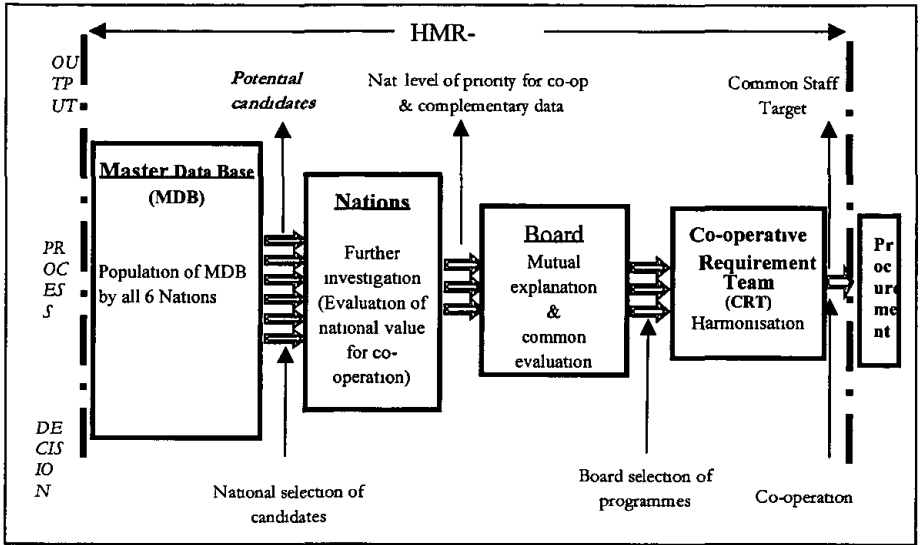 HMR-
OU
TP
UT
Potential
candidates
Nat level of priority for co-op
& complementary data
Common Staff
Target
Master Data Base
(MDB)
Population of MDB
by all 6 Nations
Nations
Further
investigation
(Evaluation of
national value
for co-
operation)
Board
Mutual
explanation
&
common
evaluation
Co-operative
Requirement
Team
(CRT)
Harmonisation
Pr
oc
ure
me
nt
PR
OC
ES
S
DE
CIS
IO
N
National selection of
candidates
Board selection of
programmes
Co-operation